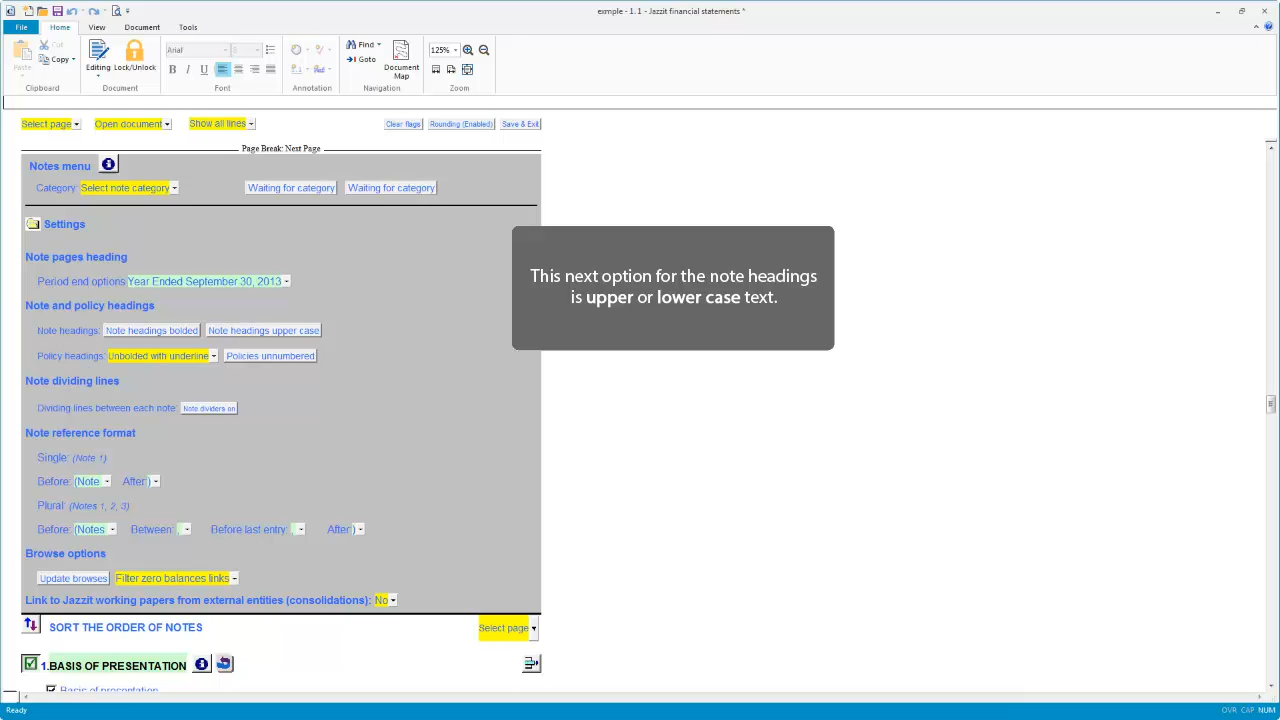 exmple - 1. 1 - Jazzit financial statements *
File Home View Document Tools
Paste Cut Copy
Clipboard
Editing Lock/Unlock
Document
Arial
Font
Annotation
Find Goto Document Map
Navigation
125%
Zoom
Select page Open document Show all lines Clear flags Rounding (Enabled) Save & Exit
Page Break: Next Page
Notes menu
Category: Select note category Waiting for category Waiting for category
Settings
Note pages heading
Period end options Year Ended September 30, 2013
Note and policy headings
Note headings: Note headings bolded Note headings upper case
Policy headings: Unbolded with underline Policies unnumbered
Note dividing lines
Dividing lines between each note: Note dividers on
Note reference format
Single: (Note 1)
Before: (Note After: )
Plural: (Notes 1, 2, 3)
Before: (Notes Between: , Before last entry: , After: )
Browse options
Update browses Filter zero balances links
Link to Jazzit working papers from external entities (consolidations): No
SORT THE ORDER OF NOTES Select page
1. BASIS OF PRESENTATION
Basis of presentation
This next option for the note headings
is upper or lower case text.
Ready OVR CAP NUM